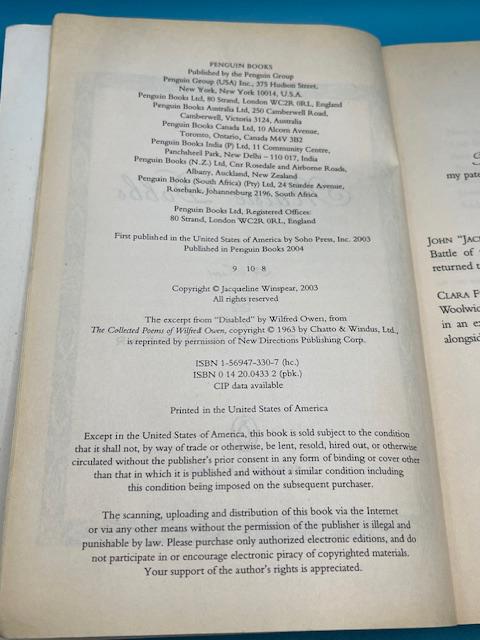 PENGUIN BOOKS
Published by the Penguin Group
Penguin Group (USA) Inc., 375 Hudson Street,
New York, New York 10014, U.S.A.
Penguin Books Ltd, 80 Strand, London WC2R 0RL, England
Penguin Books Australia Ltd, 250 Camberwell Road,
Camberwell, Victoria 3124, Australia
Penguin Books Canada Ltd, 10 Alcorn Avenue,
Toronto, Ontario, Canada M4V 3B2
Penguin Books India (P) Ltd, 11 Community Centre,
Panchsheel Park, New Delhi – 110 017, India
Penguin Books (N.Z.) Ltd, Cnr Rosedale and Airborne Roads,
Albany, Auckland, New Zealand
Penguin Books (South Africa) (Pty) Ltd, 24 Sturdee Avenue,
Rosebank, Johannesburg 2196, South Africa
Penguin Books Ltd, Registered Offices:
80 Strand, London WC2R 0RL, England
First published in the United States of America by Soho Press, Inc. 2003
Published in Penguin Books 2004
9 10 8
Copyright © Jacqueline Winspear, 2003
All rights reserved
The excerpt from "Disabled" by Wilfred Owen, from
The Collected Poems of Wilfred Owen, copyright © 1963 by Chatto & Windus, Ltd.,
is reprinted by permission of New Directions Publishing Corp.
ISBN 1-56947-330-7 (hc.)
ISBN 0 14 20.0433 2 (pbk.)
CIP data available
Printed in the United States of America
Except in the United States of America, this book is sold subject to the condition
that it shall not, by way of trade or otherwise, be lent, resold, hired out, or otherwise
circulated without the publisher's prior consent in any form of binding or cover other
than that in which it is published and without a similar condition including
this condition being imposed on the subsequent purchaser.
The scanning, uploading and distribution of this book via the Internet
or via any other means without the permission of the publisher is illegal and
punishable by law. Please purchase only authorized electronic editions, and do
not participate in or encourage electronic piracy of copyrighted materials.
Your support of the author's rights is appreciated.
my pate
JOHN "JAC
Battle of
returned t
CLARA F
Woolwic
in an ex
alongsid